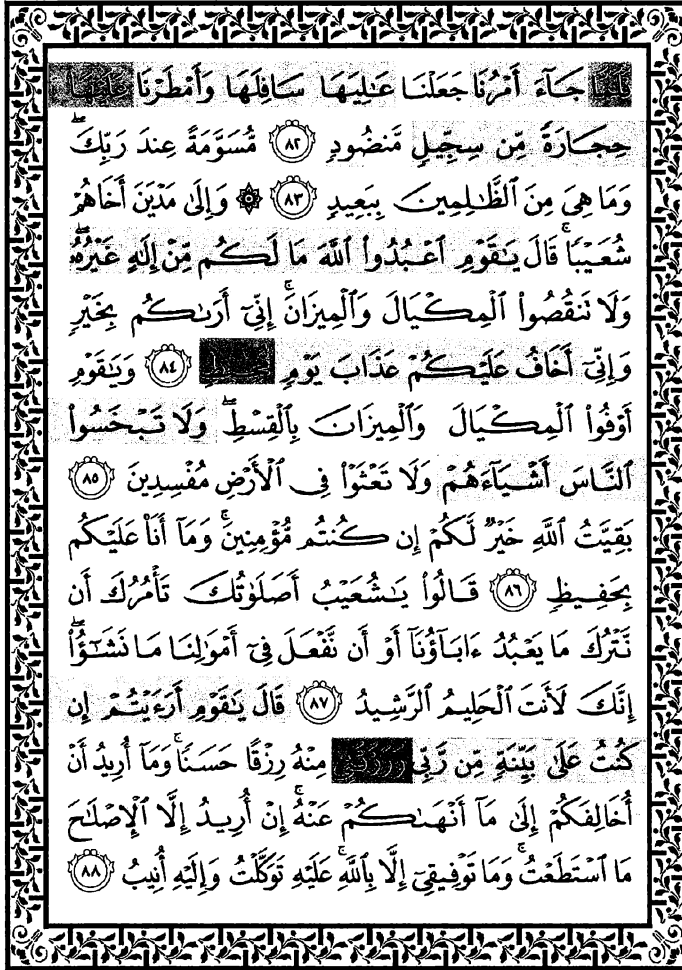 جَآءَ أَمْرُنَا جَعَلْنَا عَـٰلِيَهَا سَافِلَهَا وَأَمْطَرْنَا عَلَيْهَا
حِجَارَةً مِّن سِجِّيلٍ مَّنضُودٍ ﴿٨٢﴾ مُّسَوَّمَةً عِندَ رَبِّكَ ۖ
وَمَا هِىَ مِنَ ٱلظَّـٰلِمِينَ بِبَعِيدٍ ﴿٨٣﴾ ۞ وَإِلَىٰ مَدْيَنَ أَخَاهُمْ
شُعَيْبًا ۚ قَالَ يَـٰقَوْمِ ٱعْبُدُوا۟ ٱللَّهَ مَا لَكُم مِّنْ إِلَـٰهٍ غَيْرُهُۥ ۖ
وَلَا تَنقُصُوا۟ ٱلْمِكْيَالَ وَٱلْمِيزَانَ ۚ إِنِّىٓ أَرَىٰكُم بِخَيْرٍ
وَإِنِّىٓ أَخَافُ عَلَيْكُمْ عَذَابَ يَوْمٍ ﴿٨٤﴾ وَيَـٰقَوْمِ
أَوْفُوا۟ ٱلْمِكْيَالَ وَٱلْمِيزَانَ بِٱلْقِسْطِ ۖ وَلَا تَبْخَسُوا۟
ٱلنَّاسَ أَشْيَآءَهُمْ وَلَا تَعْثَوْا۟ فِى ٱلْأَرْضِ مُفْسِدِينَ ﴿٨٥﴾
بَقِيَّتُ ٱللَّهِ خَيْرٌ لَّكُمْ إِن كُنتُم مُّؤْمِنِينَ ۚ وَمَآ أَنَا۠ عَلَيْكُم
بِحَفِيظٍ ﴿٨٦﴾ قَالُوا۟ يَـٰشُعَيْبُ أَصَلَوٰتُكَ تَأْمُرُكَ أَن
نَّتْرُكَ مَا يَعْبُدُ ءَابَآؤُنَآ أَوْ أَن نَّفْعَلَ فِىٓ أَمْوَٰلِنَا مَا نَشَـٰٓؤُا۟ ۖ
إِنَّكَ لَأَنتَ ٱلْحَلِيمُ ٱلرَّشِيدُ ﴿٨٧﴾ قَالَ يَـٰقَوْمِ أَرَءَيْتُمْ إِن
كُنتُ عَلَىٰ بَيِّنَةٍ مِّن رَّبِّى وَرَزَقَنِى مِنْهُ رِزْقًا حَسَنًا ۚ وَمَآ أُرِيدُ أَنْ
أُخَالِفَكُمْ إِلَىٰ مَآ أَنْهَىٰكُمْ عَنْهُ ۚ إِنْ أُرِيدُ إِلَّا ٱلْإِصْلَـٰحَ
مَا ٱسْتَطَعْتُ ۚ وَمَا تَوْفِيقِىٓ إِلَّا بِٱللَّهِ ۚ عَلَيْهِ تَوَكَّلْتُ وَإِلَيْهِ أُنِيبُ ﴿٨٨﴾